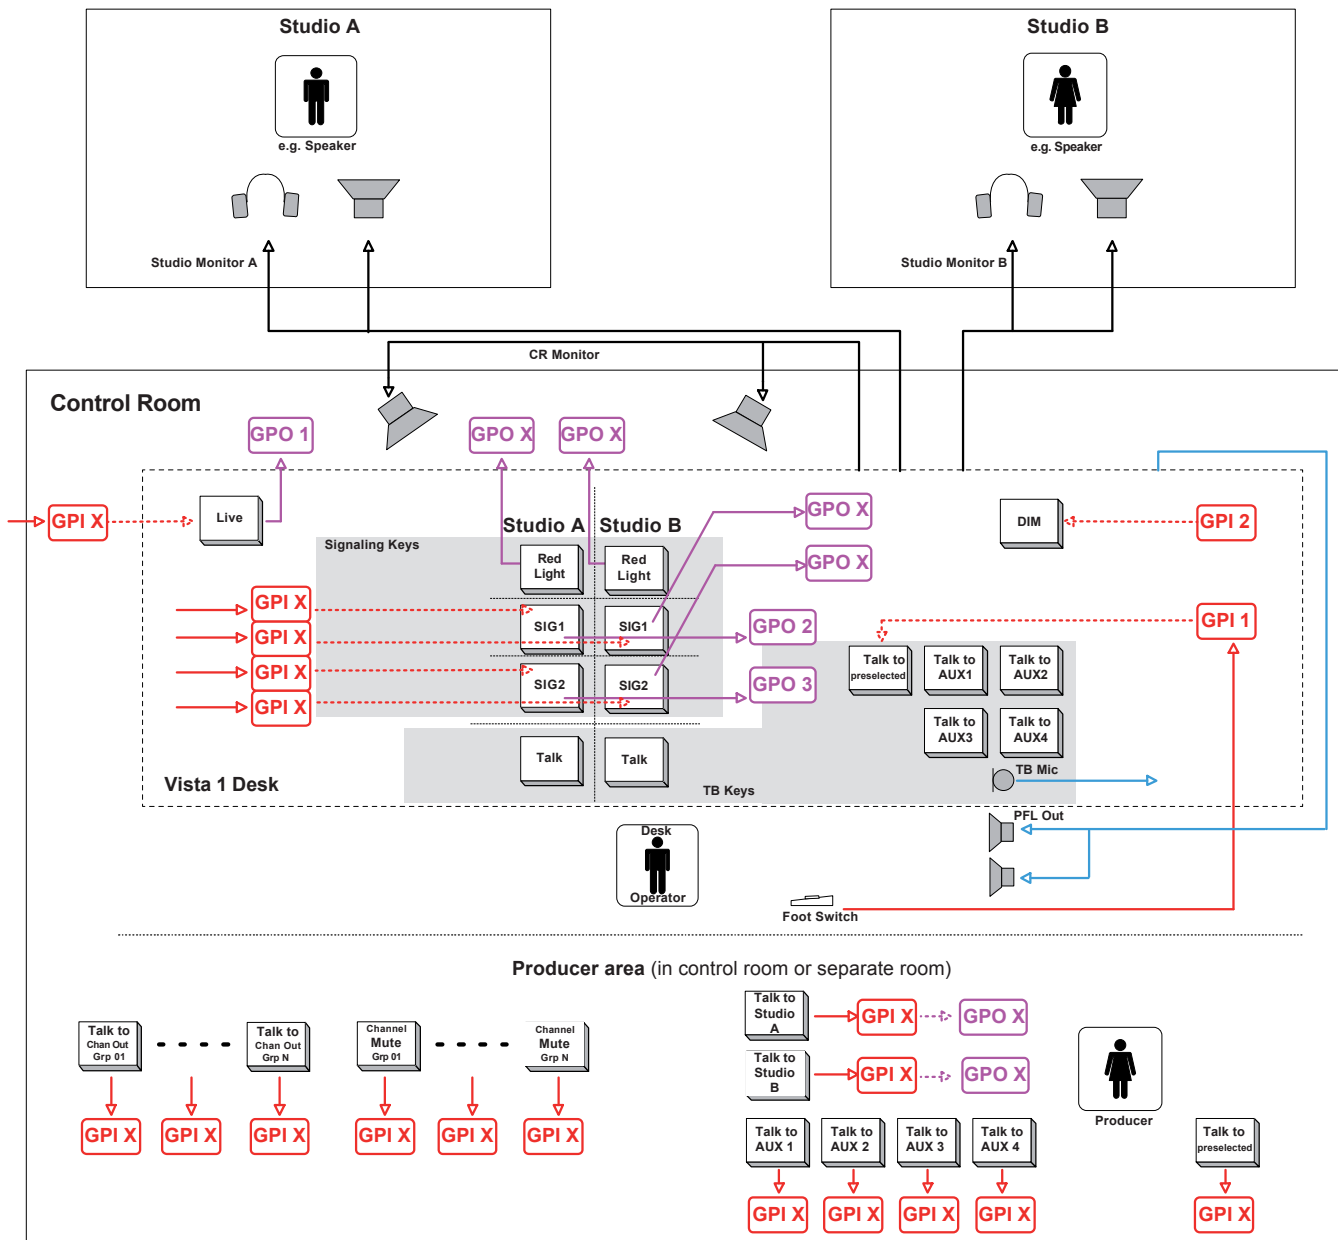 Studio A
Studio B
e.g. Speaker
e.g. Speaker
Studio Monitor A
Studio Monitor B
CR Monitor
Control Room
GPO 1
GPO X
GPO X
GPI X
Live
GPO X
DIM
GPI 2
Studio A
Studio B
Signaling Keys
Red
Light
Red
Light
GPO X
GPI X
GPI X
SIG1
SIG1
GPO 2
GPI 1
GPI X
GPI X
SIG2
SIG2
GPO 3
Talk to
preselected
Talk to
AUX1
Talk to
AUX2
Talk to
AUX3
Talk to
AUX4
Talk
Talk
TB Mic
Vista 1 Desk
TB Keys
PFL Out
Desk
Operator
Foot Switch
Producer area (in control room or separate room)
Talk to
Studio
A
GPI X
GPO X
Talk to
Chan Out
Grp 01
Talk to
Chan Out
Grp N
Channel
Mute
Grp 01
Channel
Mute
Grp N
Talk to
Studio
B
GPI X
GPO X
Producer
GPI X
GPI X
GPI X
GPI X
GPI X
GPI X
Talk to
AUX 1
Talk to
AUX 2
Talk to
AUX 3
Talk to
AUX 4
Talk to
preselected
GPI X
GPI X
GPI X
GPI X
GPI X